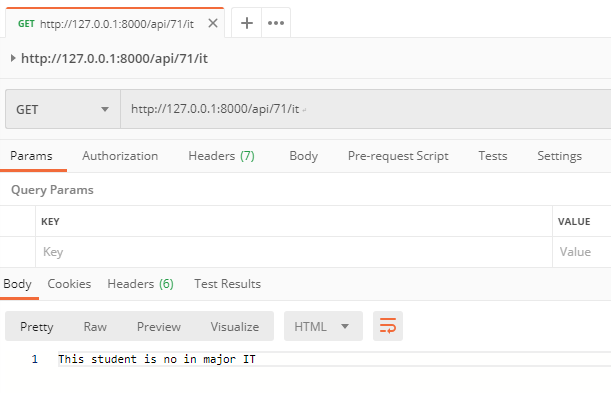 GET http://127.0.0.1:8000/api/71/it
http://127.0.0.1:8000/api/71/it
GET http://127.0.0.1:8000/api/71/it
Params Authorization Headers (7) Body Pre-request Script Tests Settings
Query Params
KEY VALUE
Key Value
Body Cookies Headers (6) Test Results
Pretty Raw Preview Visualize HTML
1 This student is no in major IT